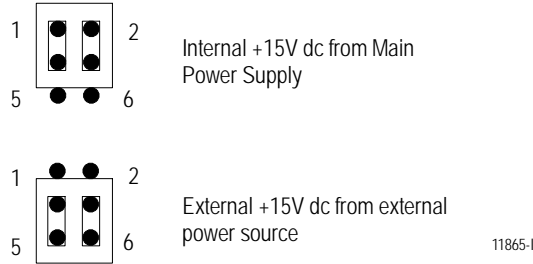 1 2
Internal +15V dc from Main
Power Supply
5 6
1 2
External +15V dc from external
power source
5 6
11865-I